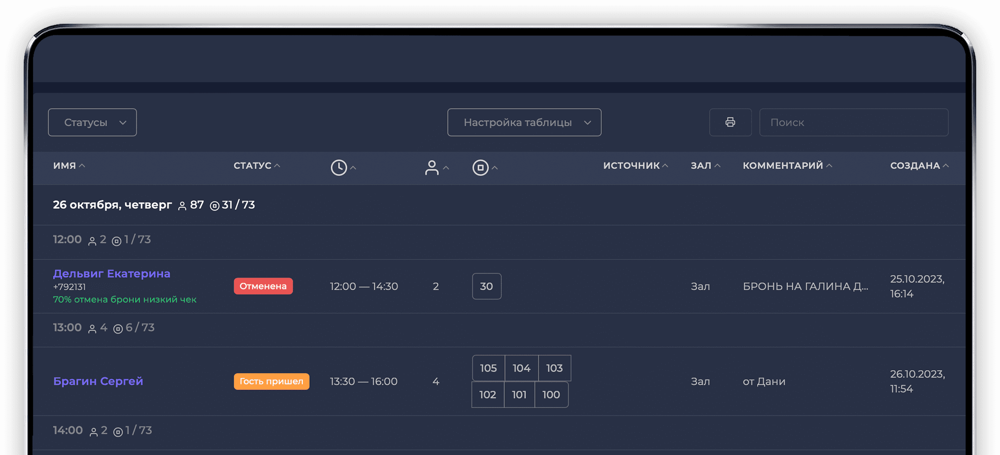 Статусы Настройка таблицы Поиск
ИМЯ СТАТУС ИСТОЧНИК ЗАЛ КОММЕНТАРИЙ СОЗДАНА
26 октября, четверг 87 31 / 73
12:00 2 1 / 73
Дельвиг Екатерина
+792131
70% отмена брони низкий чек
Отменена
12:00 — 14:30
2
30
Зал
БРОНЬ НА ГАЛИНА Д...
25.10.2023,
16:14
13:00 4 6 / 73
Брагин Сергей
Гость пришел
13:30 — 16:00
4
105 104 103
102 101 100
Зал
от Дани
26.10.2023,
11:54
14:00 2 1 / 73